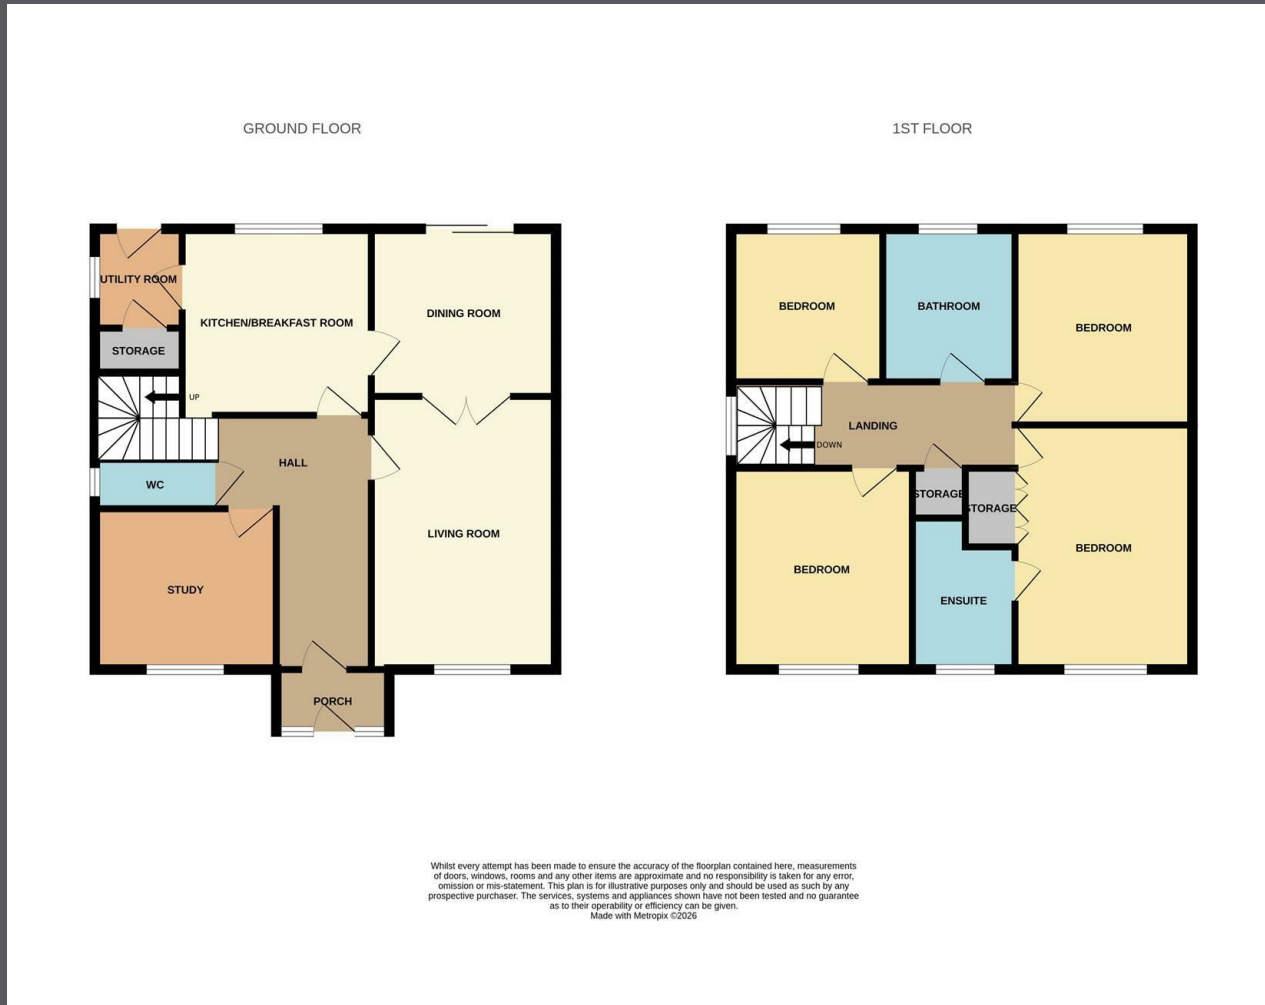 GROUND FLOOR
1ST FLOOR
UTILITY ROOM
KITCHEN/BREAKFAST ROOM
DINING ROOM
STORAGE
UP
HALL
WC
LIVING ROOM
STUDY
PORCH
BEDROOM
BATHROOM
BEDROOM
LANDING
DOWN
STORAGE
STORAGE
BEDROOM
BEDROOM
ENSUITE
Whilst every attempt has been made to ensure the accuracy of the floorplan contained here, measurements
of doors, windows, rooms and any other items are approximate and no responsibility is taken for any error,
omission or mis-statement. This plan is for illustrative purposes only and should be used as such by any
prospective purchaser. The services, systems and appliances shown have not been tested and no guarantee
as to their operability or efficiency can be given.
Made with Metropix ©2026